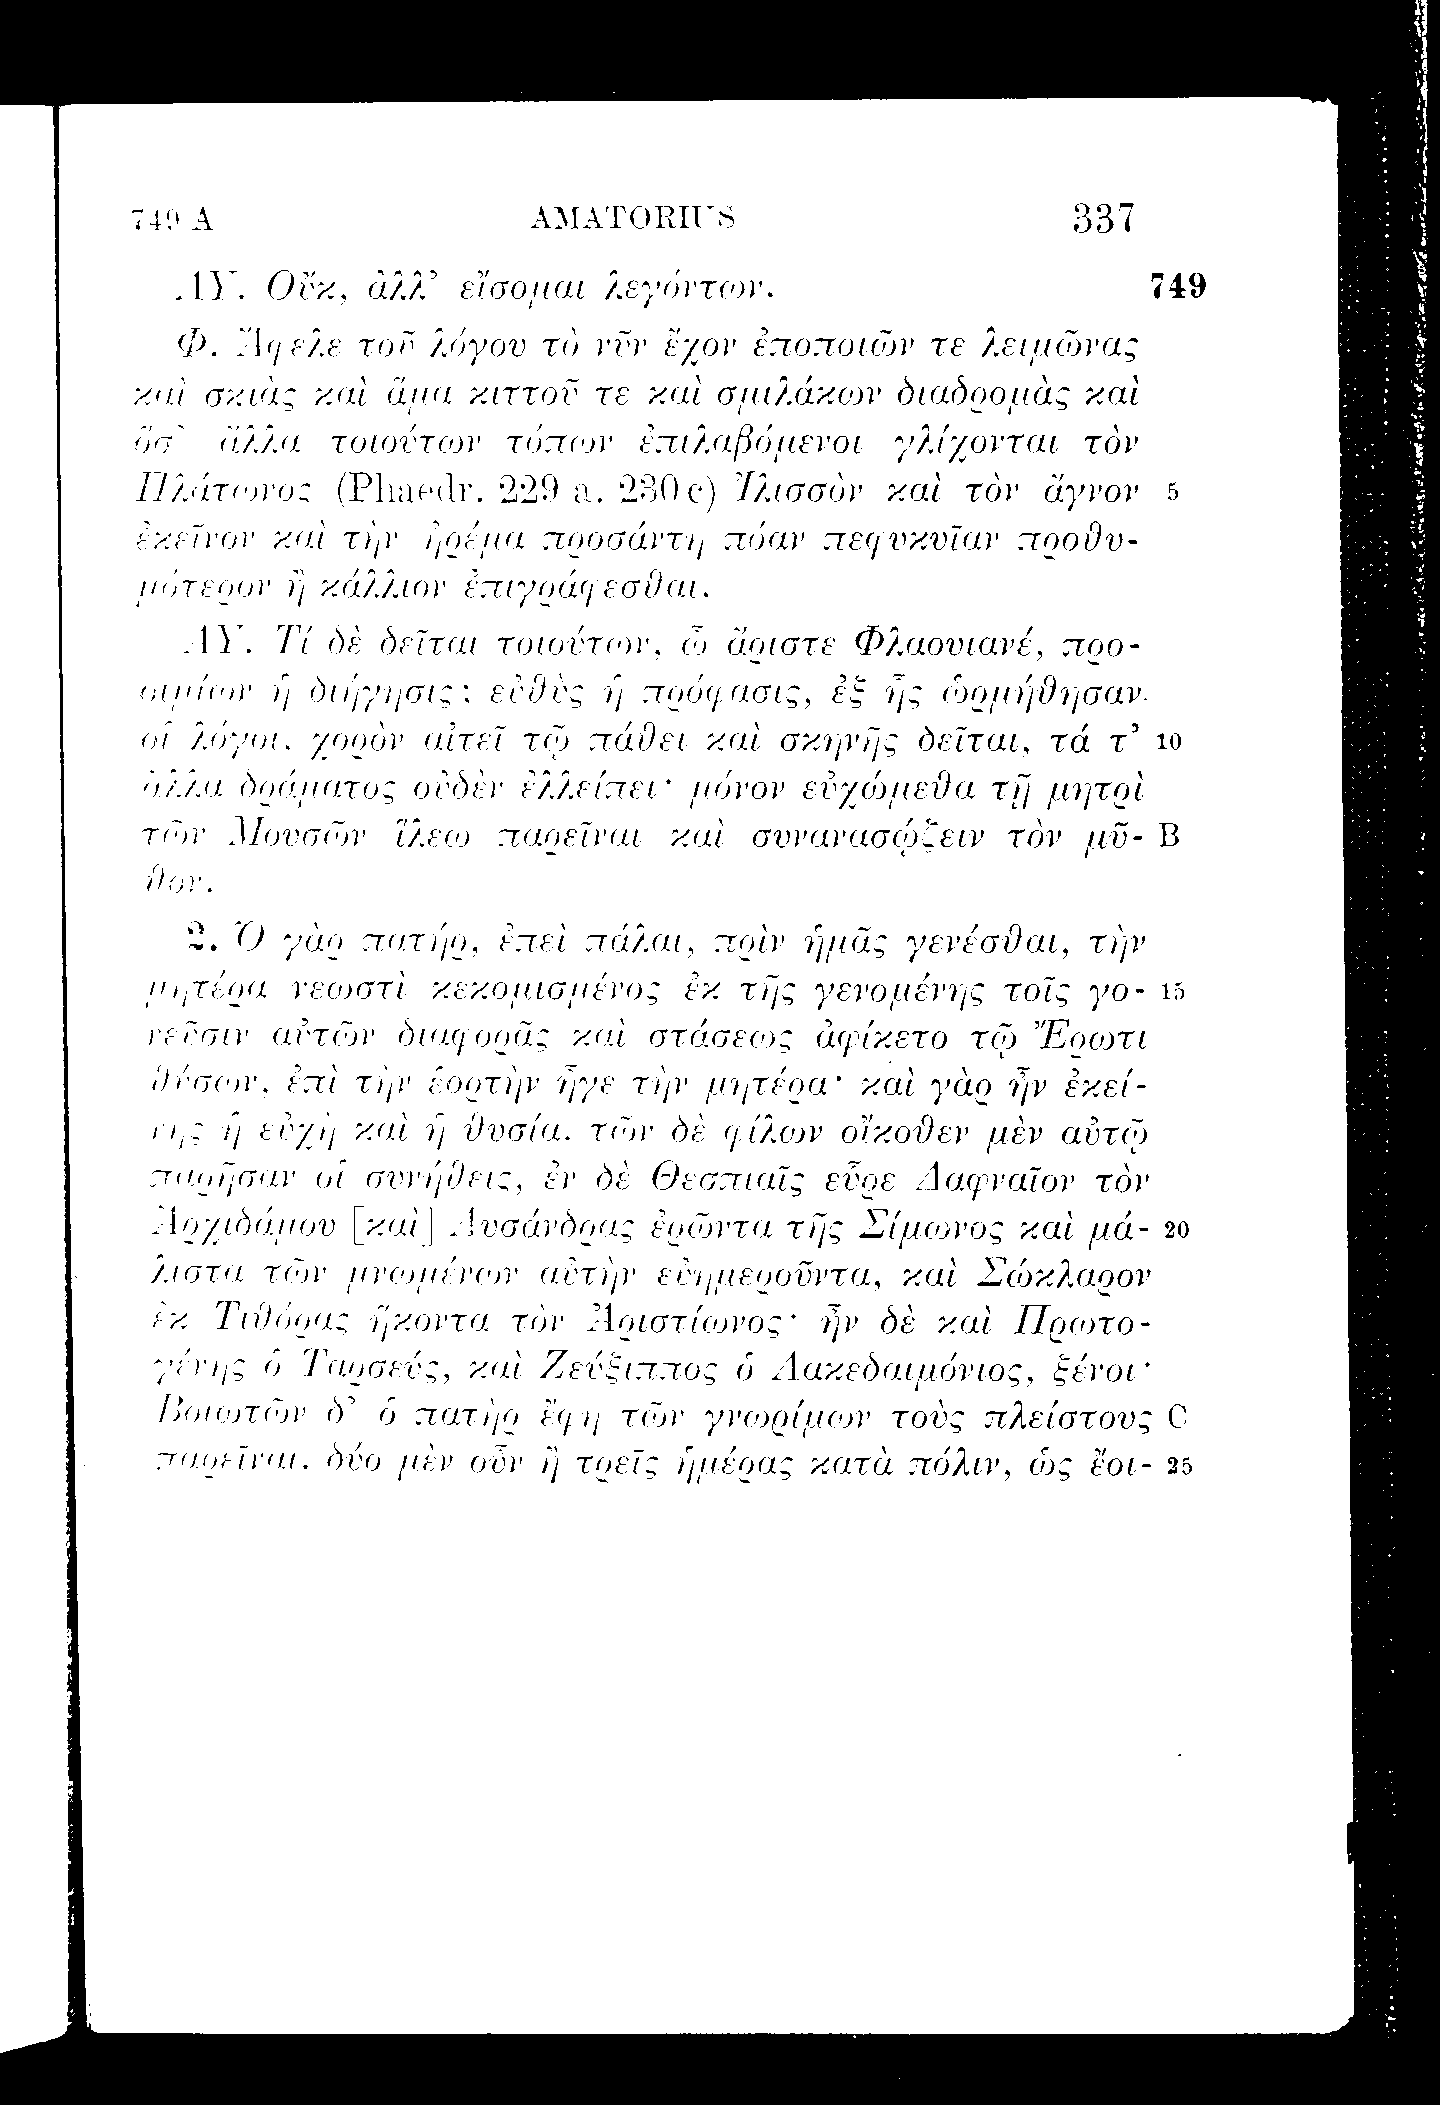 749 A AMATORIUS 337
ΑΥ. Οὔκ, ἀλλ’ εἴσομαι λεγόντων. 749
Φ. Ἄφελε τοῦ λόγου τὸ νῦν ἔχον ἐποποιῶν τε λειμῶνας
καὶ σκιὰς καὶ ἅμα κιττοῦ τε καὶ σμιλάκων διαδρομὰς καὶ
ὅσ’ ἄλλα τοιούτων τόπων ἐπιλαβόμενοι γλίχονται τὸν
Πλάτωνος (Phaedr. 229 a. 230 c) Ἰλισσὸν καὶ τὸν ἄγνον 5
ἐκεῖνον καὶ τὴν ἠρέμα προσάντη πόαν πεφυκυῖαν προθυ-
μότερον ἢ κάλλιον ἐπιγράφεσθαι.
ΑΥ. Τί δὲ δεῖται τοιούτων, ὦ ἄριστε Φλαουιανέ, προ-
οιμίων ἡ διήγησις; εὐθὺς ἡ πρόφασις, ἐξ ἧς ὡρμήθησαν
οἱ λόγοι, χορὸν αἰτεῖ τῷ πάθει καὶ σκηνῆς δεῖται, τά τ’ 10
ἄλλα δράματος οὐδὲν ἐλλείπει· μόνον εὐχώμεθα τῇ μητρὶ
τῶν Μουσῶν ἵλεω παρεῖναι καὶ συνανασῴζειν τὸν μῦ- B
θον.
2. Ὁ γὰρ πατήρ, ἐπεὶ πάλαι, πρὶν ἡμᾶς γενέσθαι, τὴν
μητέρα νεωστὶ κεκομισμένος ἐκ τῆς γενομένης τοῖς γο- 15
νεῦσιν αὐτῶν διαφορᾶς καὶ στάσεως ἀφίκετο τῷ Ἔρωτι
θύσων, ἐπὶ τὴν ἑορτὴν ἦγε τὴν μητέρα· καὶ γὰρ ἦν ἐκεί-
νης ἡ εὐχὴ καὶ ἡ θυσία. τῶν δὲ φίλων οἴκοθεν μὲν αὐτῷ
παρῆσαν οἱ συνήθεις, ἐν δὲ Θεσπιαῖς εὗρε Δαφναῖον τὸν
Ἀρχιδάμου [καὶ] Λυσάνδρας ἐρῶντα τῆς Σίμωνος καὶ μά- 20
λιστα τῶν μνωμένων αὐτὴν εὐημεροῦντα, καὶ Σώκλαρον
ἐκ Τιθόρας ἥκοντα τὸν Ἀριστίωνος· ἦν δὲ καὶ Πρωτο-
γένης ὁ Ταρσεύς, καὶ Ζεύξιππος ὁ Λακεδαιμόνιος, ξένοι·
Βοιωτῶν δ’ ὁ πατὴρ ἔφη τῶν γνωρίμων τοὺς πλείστους C
παρεῖναι. δύο μὲν οὖν ἢ τρεῖς ἡμέρας κατὰ πόλιν, ὡς ἔοι- 25